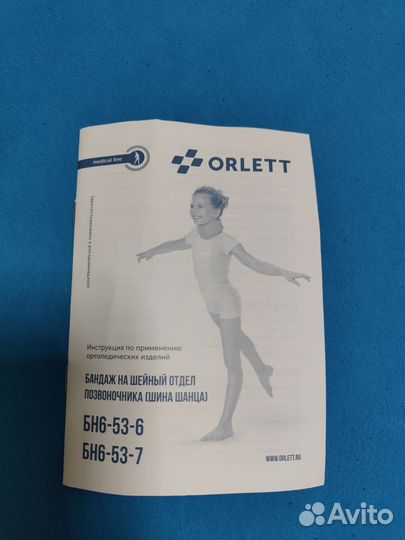 medical line
ORLETT
Инструкция по применению
ортопедических изделий
БАНДАЖ НА ШЕЙНЫЙ ОТДЕЛ
ПОЗВОНОЧНИКА (ШИНА ШАНЦА)
БН6-53-6
БН6-53-7
WWW.ORLETT.RU
Avito